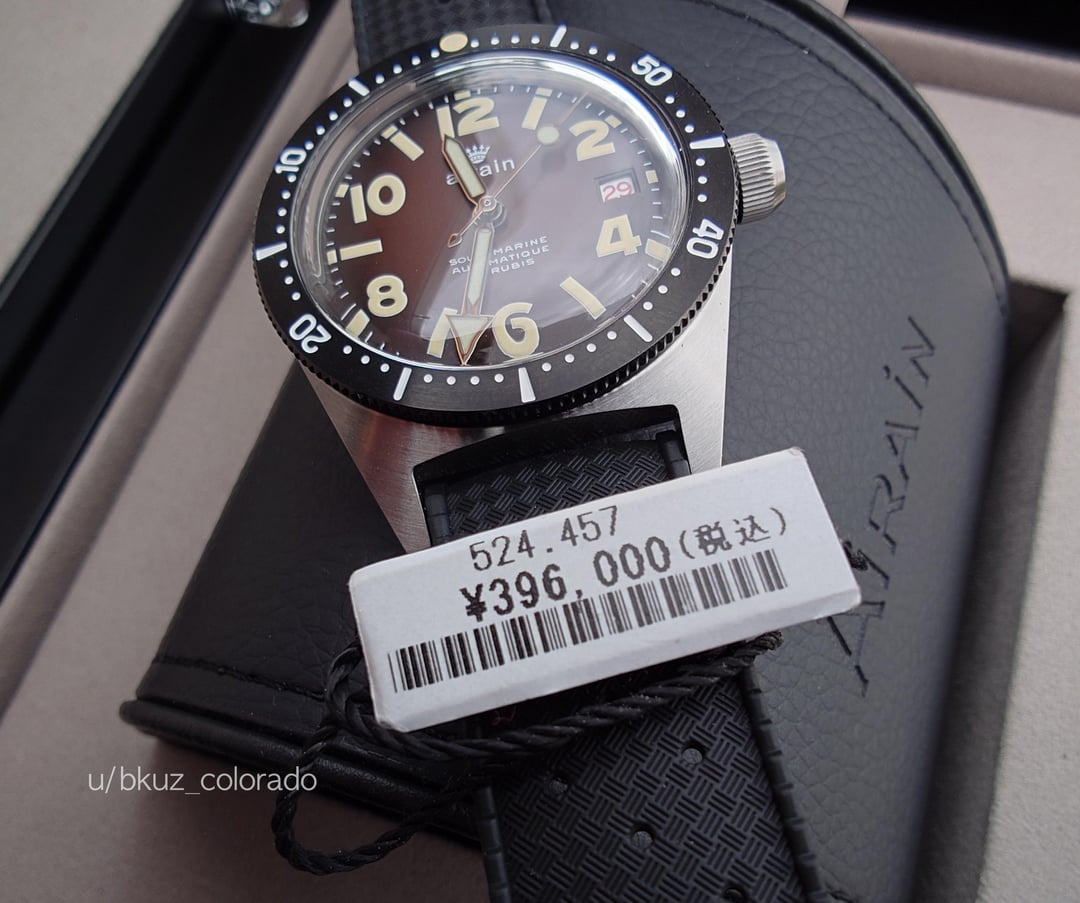 50
40
20
10
12
2
4
6
8
10
29
airain
MARINE
RUBIS
524.457
¥396,000(税込)
AIRAIN
u/bkuz_colorado